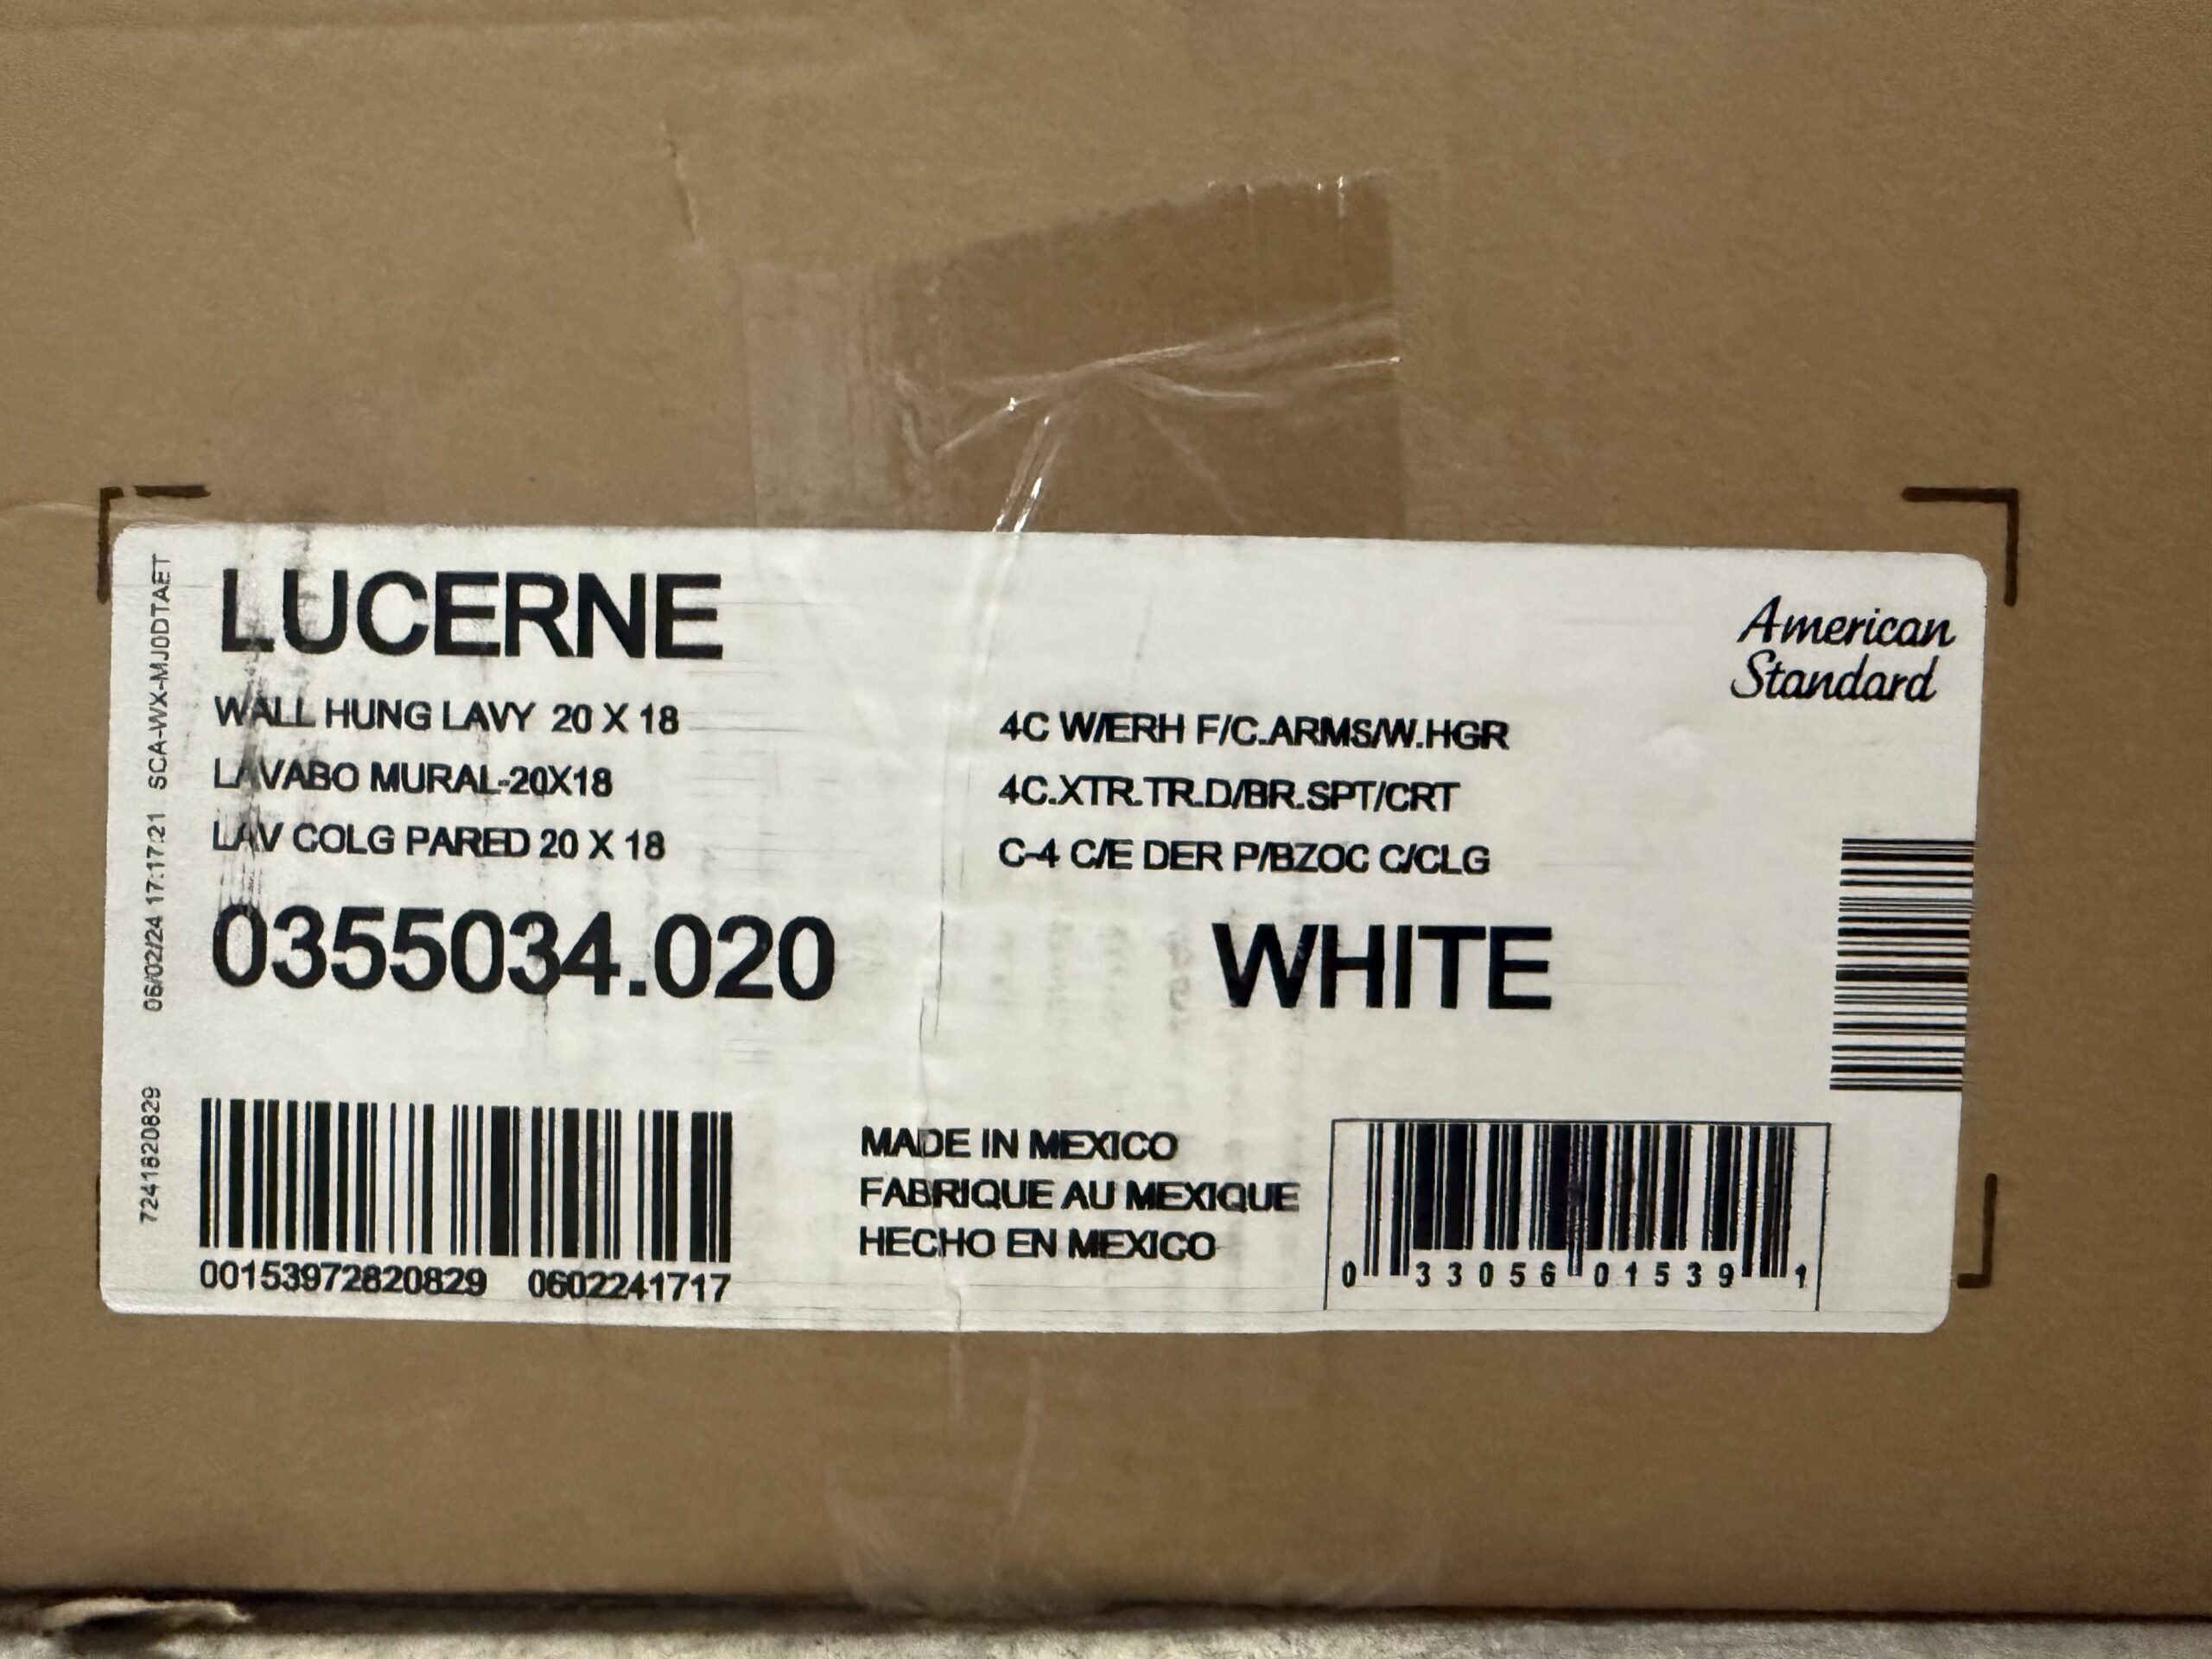 LUCERNE
American
Standard
WALL HUNG LAVY 20 X 18
4C W/ERH F/C.ARMS/W.HGR
LAVABO MURAL-20X18
4C.XTR.TR.D/BR.SPT/CRT
LAV COLG PARED 20 X 18
C-4 C/E DER P/BZOC C/CLG
0355034.020
WHITE
MADE IN MEXICO
FABRIQUE AU MEXIQUE
HECHO EN MEXICO
00153972820829 0602241717
0 33056 01539 1
7241820829 06/02/24 17:17:21 SCA-WX-MJ0DTAET